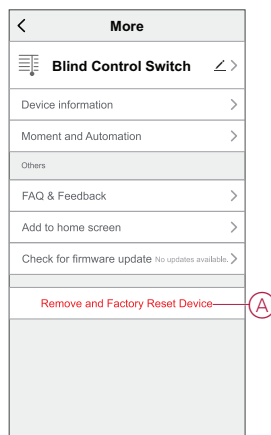 More
Blind Control Switch
Device information
Moment and Automation
Others
FAQ & Feedback
Add to home screen
Check for firmware update No updates available.
Remove and Factory Reset Device
A